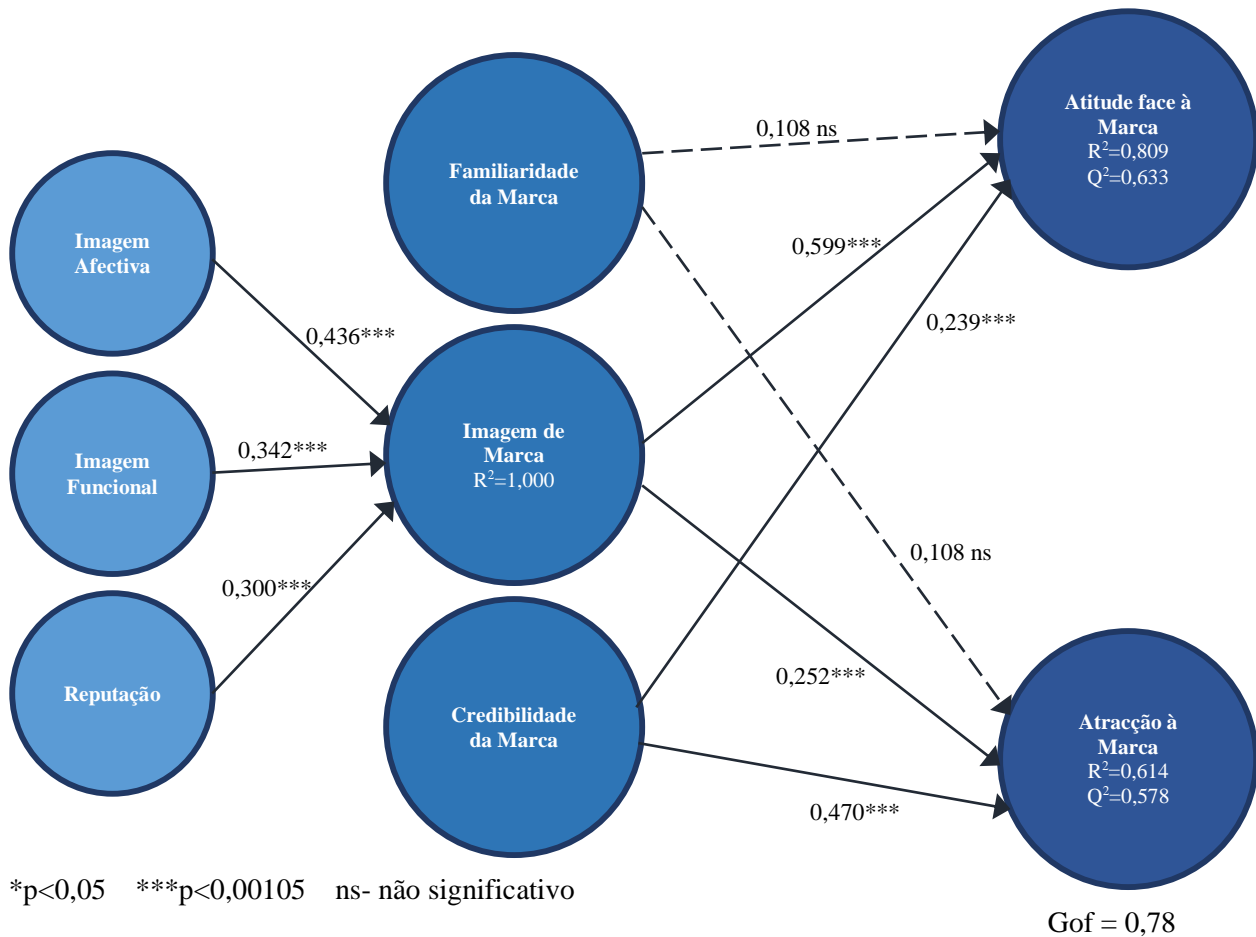 Imagem
Afectiva
Imagem
Funcional
Reputação
0,436***
0,342***
0,300***
Familiaridade
da Marca
Imagem de
Marca
R²=1,000
Credibilidade
da Marca
0,108 ns
0,599***
0,239***
0,108 ns
0,252***
0,470***
Atitude face à
Marca
R²=0,809
Q²=0,633
Atracção à
Marca
R²=0,614
Q²=0,578
*p<0,05 ***p<0,00105 ns- não significativo
Gof = 0,78